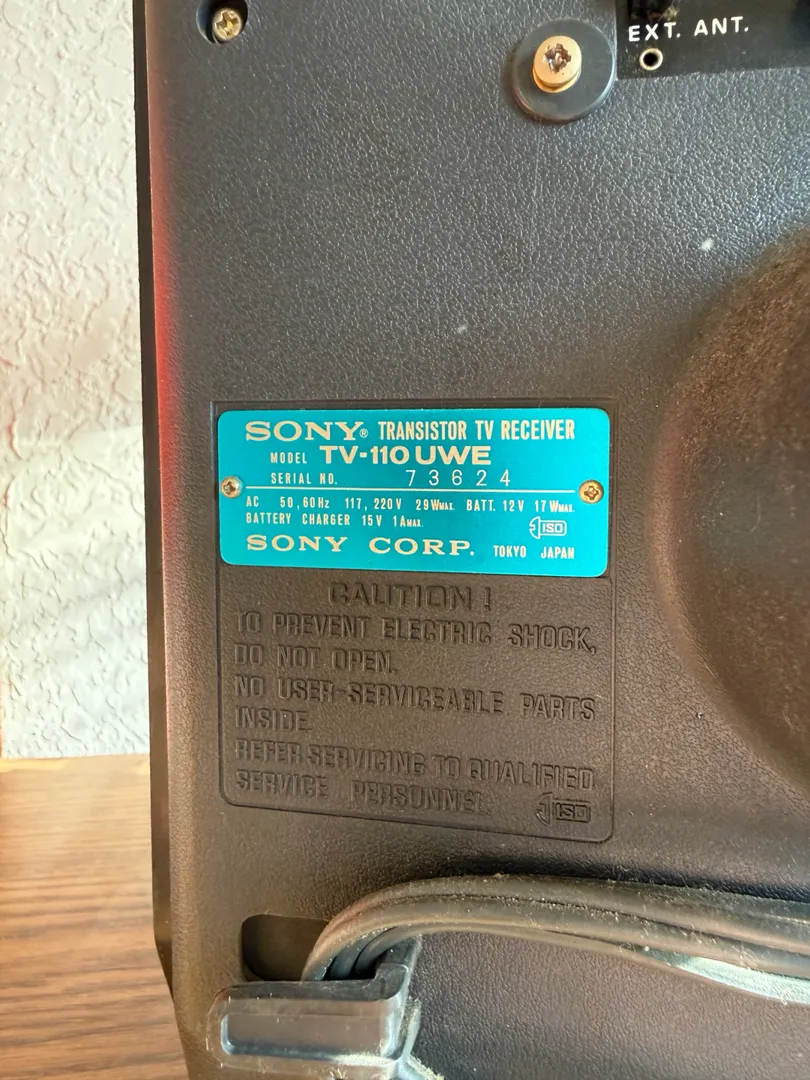 EXT. ANT.
SONY® TRANSISTOR TV RECEIVER
MODEL TV-110 UWE
SERIAL NO. 73624
AC 50,60Hz 117, 220V 29WMAX. BATT. 12V 17WMAX.
BATTERY CHARGER 15V 1AMAX. ISO
SONY CORP. TOKYO JAPAN
CAUTION!
TO PREVENT ELECTRIC SHOCK,
DO NOT OPEN.
NO USER-SERVICEABLE PARTS
INSIDE.
REFER SERVICING TO QUALIFIED
SERVICE PERSONNEL. ISO